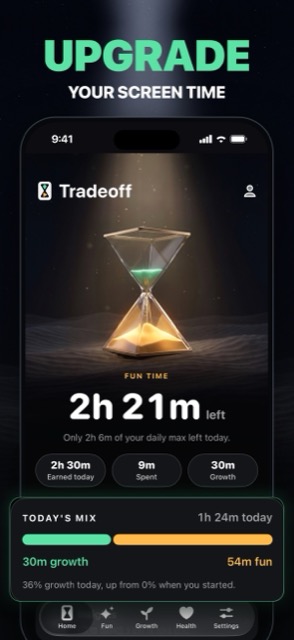 UPGRADE
YOUR SCREEN TIME
9:41
Tradeoff
FUN TIME
2h 21m left
Only 2h 6m of your daily max left today.
2h 30m
Earned today
9m
Spent
30m
Growth
TODAY'S MIX
1h 24m today
30m growth
54m fun
36% growth today, up from 0% when you started.
Home
Fun
Growth
Health
Settings